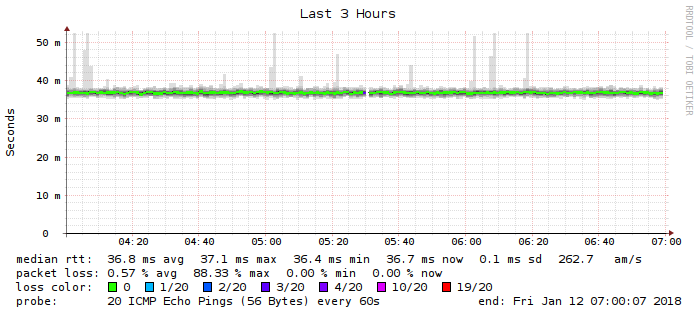 Last 3 Hours
RRDTOOL / TOBI OETIKER
Seconds
50 m
40 m
30 m
20 m
10 m
0
04:20 04:40 05:00 05:20 05:40 06:00 06:20 06:40 07:00
median rtt: 36.8 ms avg 37.1 ms max 36.4 ms min 36.7 ms now 0.1 ms sd 262.7 am/s
packet loss: 0.57 % avg 88.33 % max 0.00 % min 0.00 % now
loss color: 0 1/20 2/20 3/20 4/20 10/20 19/20
probe: 20 ICMP Echo Pings (56 Bytes) every 60s end: Fri Jan 12 07:00:07 2018